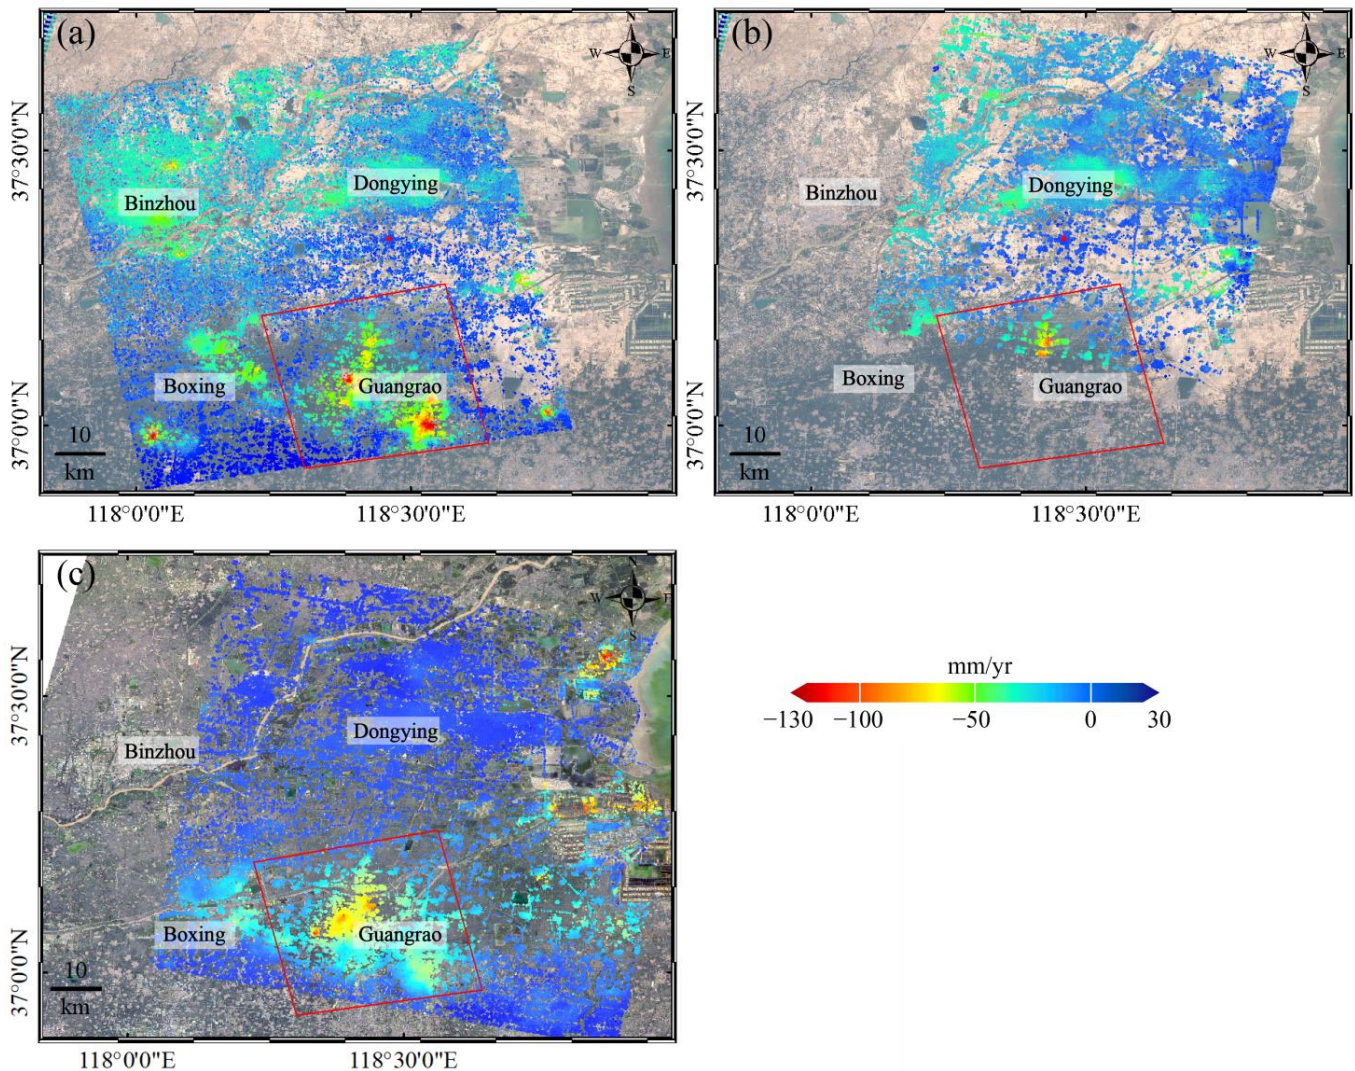 (a)
N
W
E
S
37°30'0"N
Dongying
Binzhou
Boxing
Guangrao
37°0'0"N
10
km
118°0'0"E
118°30'0"E
(b)
N
W
E
S
37°30'0"N
Dongying
Binzhou
Boxing
Guangrao
37°0'0"N
10
km
118°0'0"E
118°30'0"E
(c)
N
W
E
S
37°30'0"N
Dongying
Binzhou
Boxing
Guangrao
37°0'0"N
10
km
118°0'0"E
118°30'0"E
mm/yr
−130 −100 −50 0 30